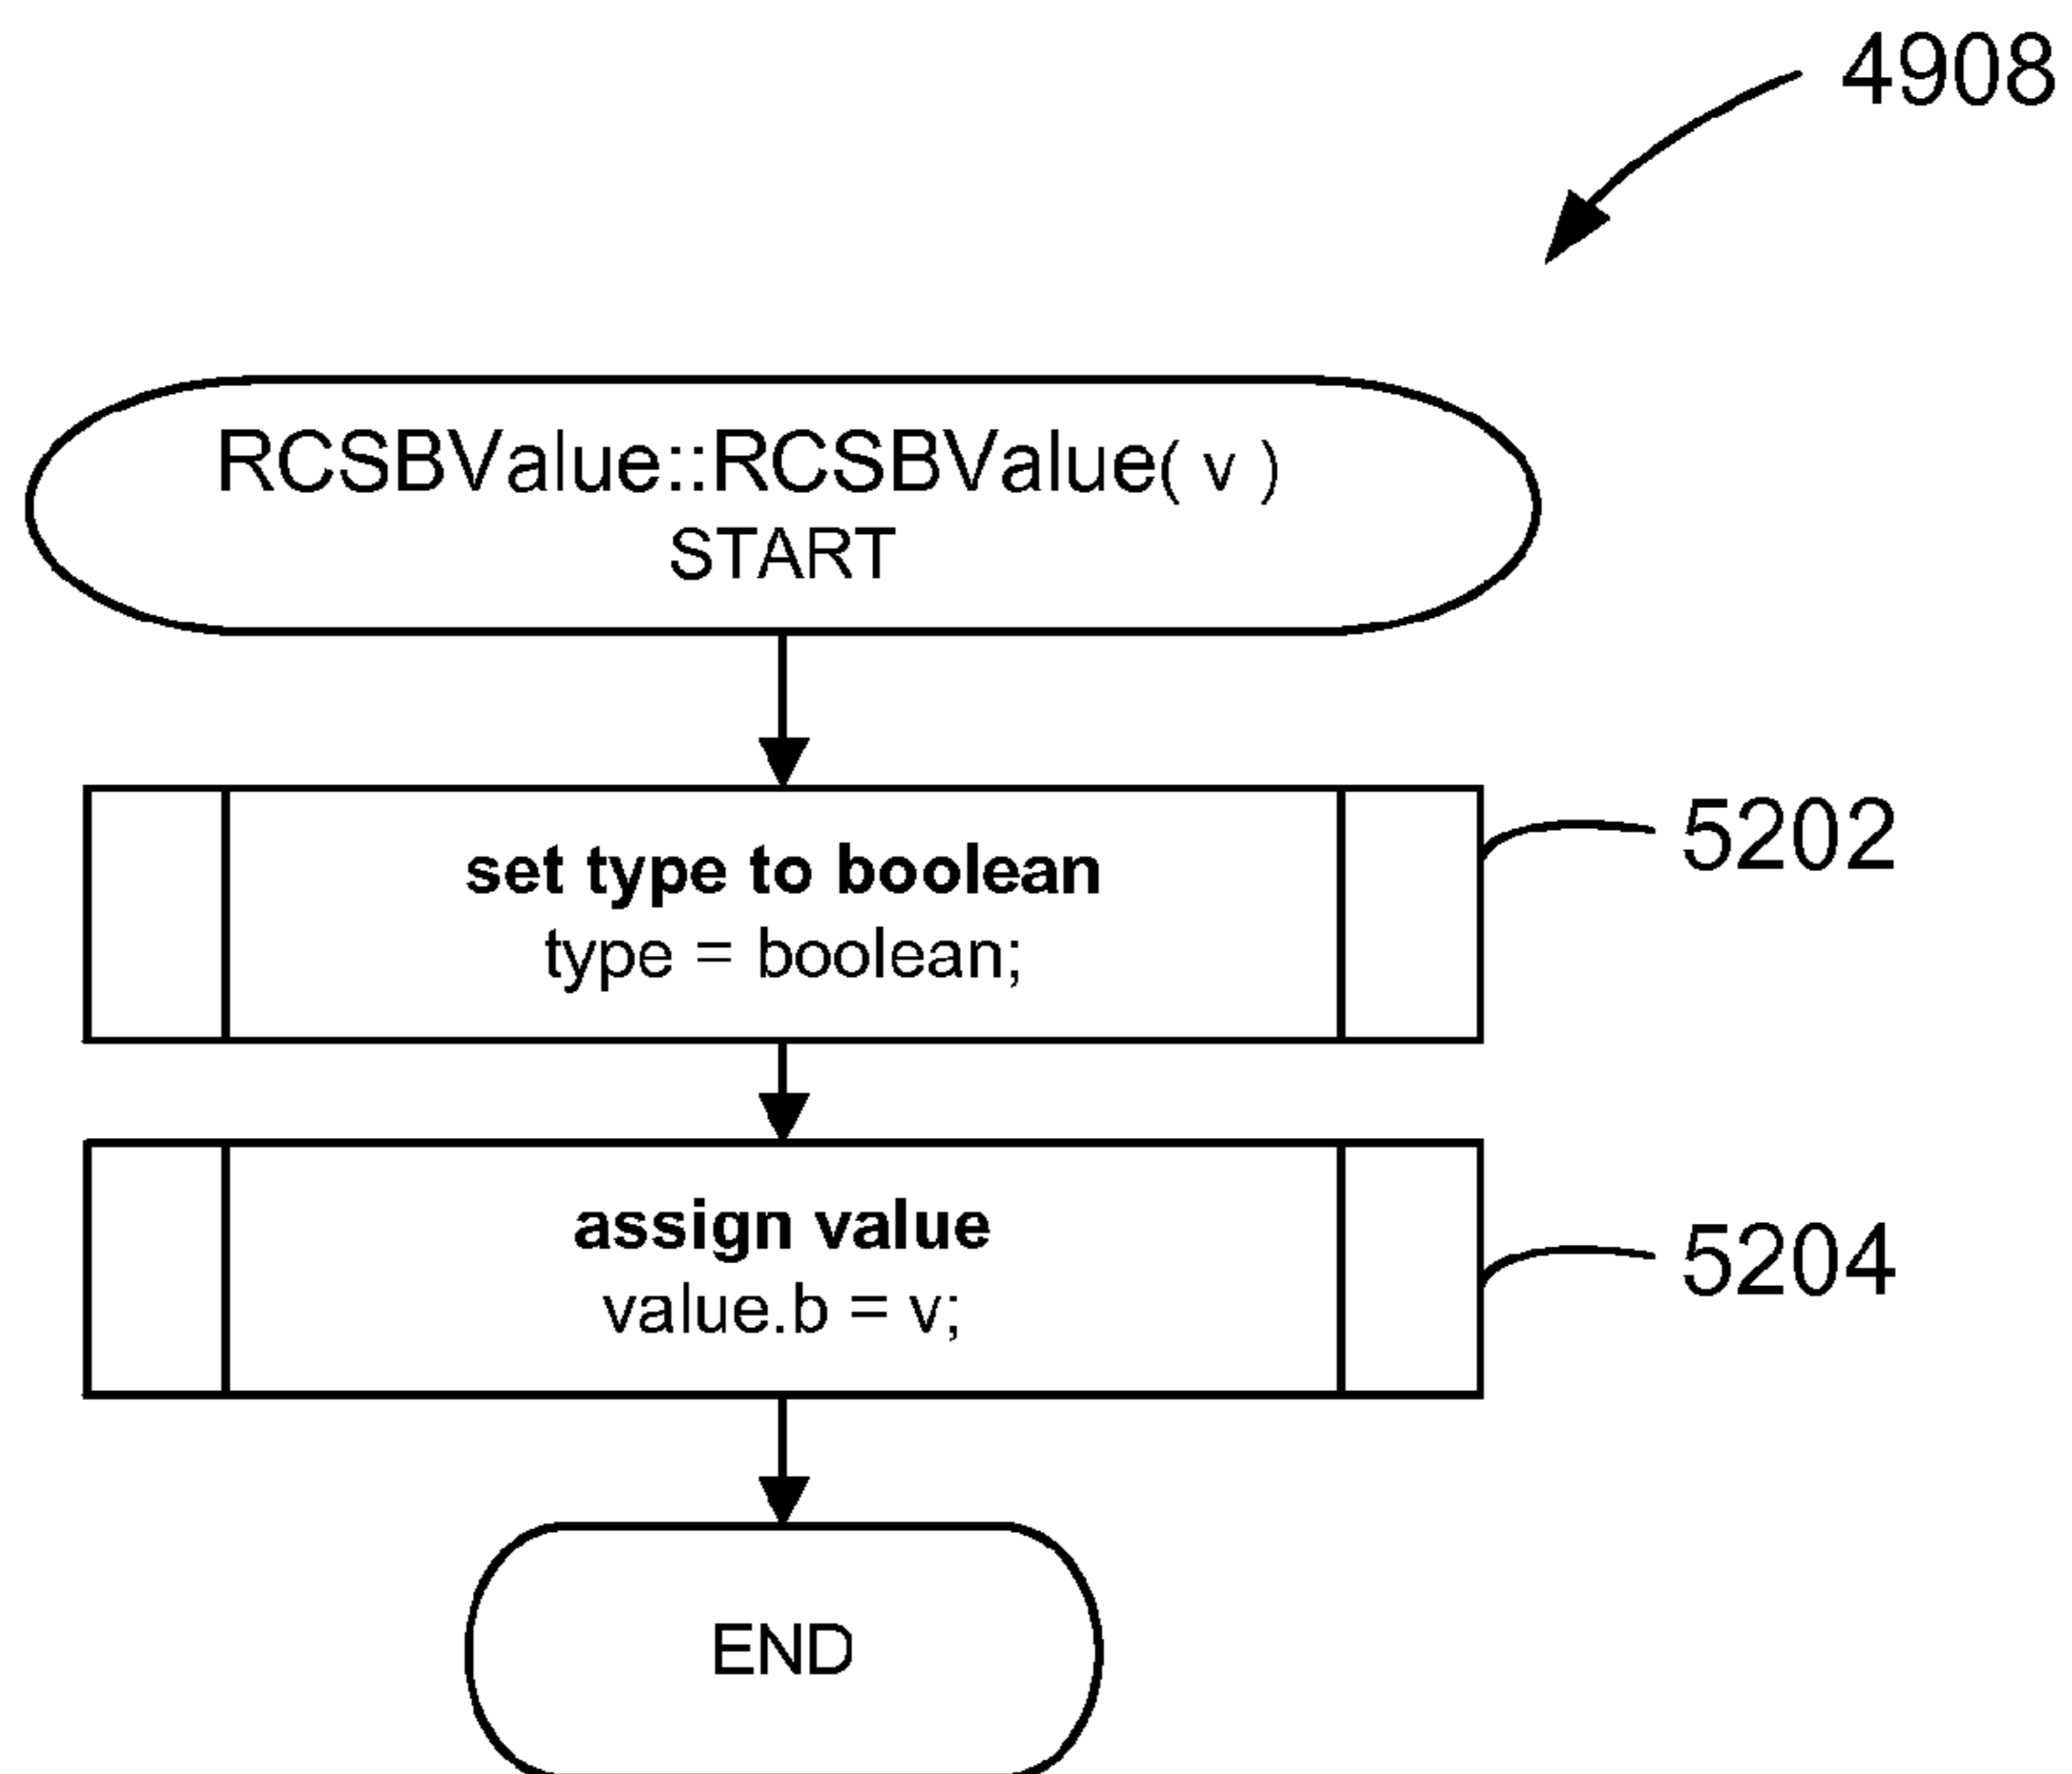 4908
RCSBValue::RCSBValue( v )
START
set type to boolean
type = boolean;
5202
assign value
value.b = v;
5204
END